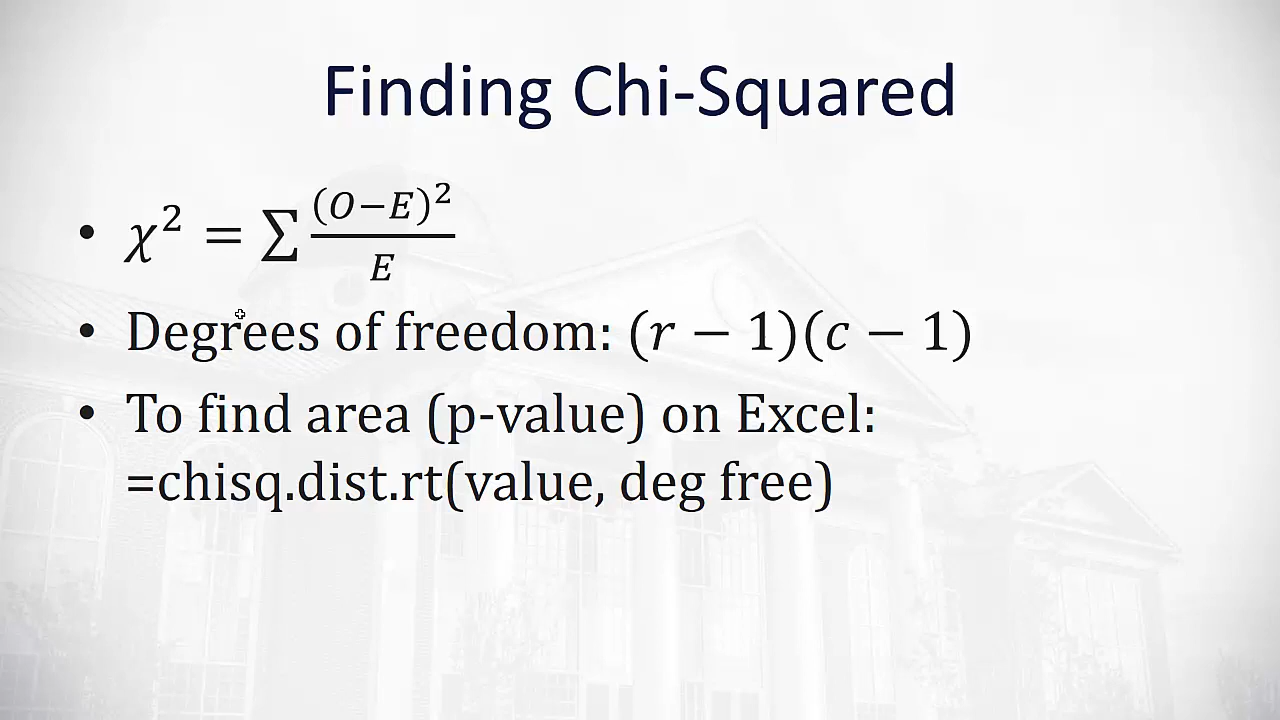 Finding Chi-Squared
• χ² = ∑ (O−E)² / E
• Degrees of freedom: (r − 1)(c − 1)
• To find area (p-value) on Excel:
=chisq.dist.rt(value, deg free)